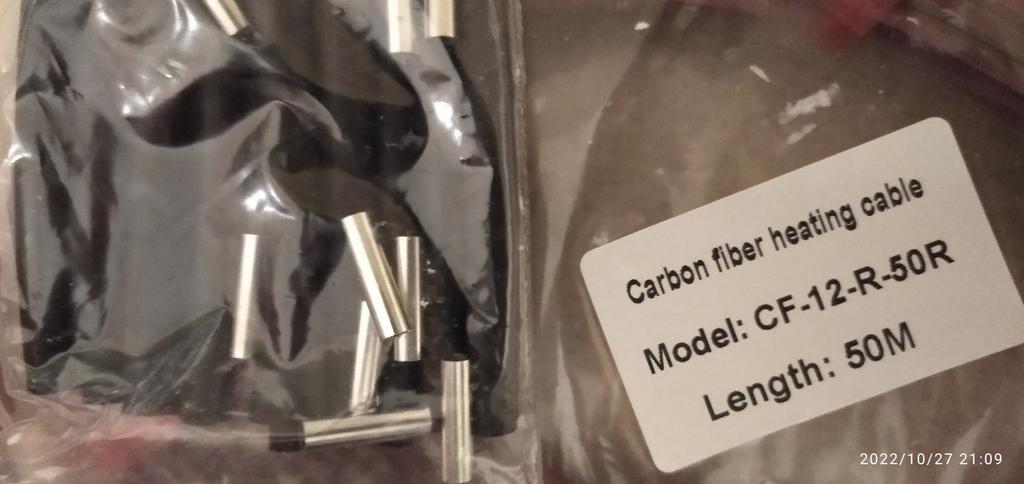 Carbon fiber heating cable
Model: CF-12-R-50R
Length: 50M
2022/10/27 21:09